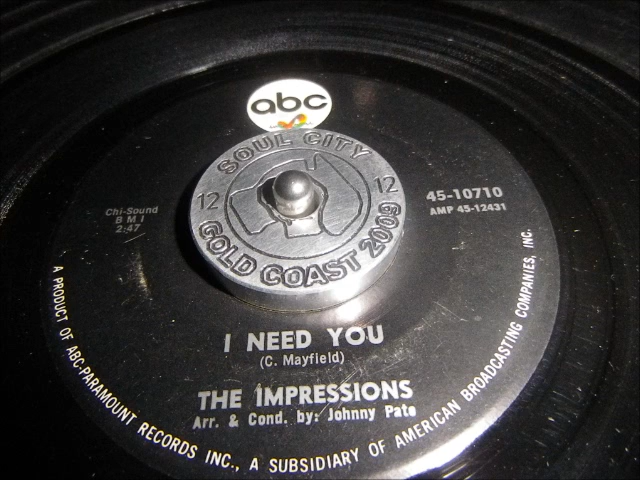 abc
SOUL CITY
12 12
GOLD COAST 2009
Chi-Sound
B M I
2:47
45-10710
AMP 45-12431
I NEED YOU
(C. Mayfield)
THE IMPRESSIONS
Arr. & Cond. by: Johnny Pate
A PRODUCT OF ABC-PARAMOUNT RECORDS INC., A SUBSIDIARY OF AMERICAN BROADCASTING COMPANIES, INC.